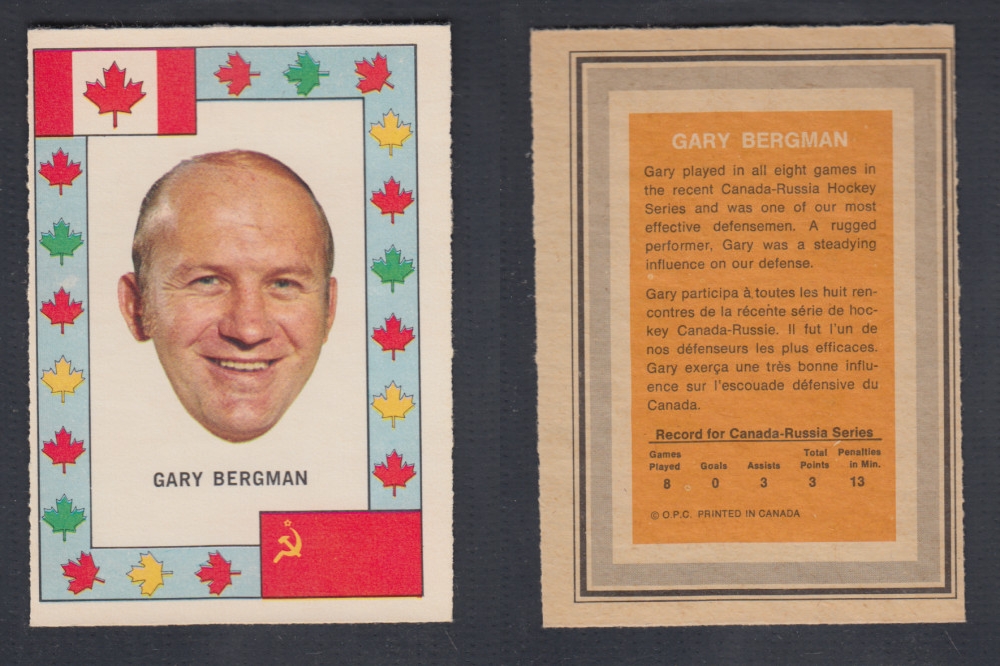 GARY BERGMAN
GARY BERGMAN
Gary played in all eight games in
the recent Canada-Russia Hockey
Series and was one of our most
effective defensemen. A rugged
performer, Gary was a steadying
influence on our defense.
Gary participa à toutes les huit ren-
contres de la récente série de hoc-
key Canada-Russie. Il fut l'un de
nos défenseurs les plus efficaces.
Gary exerça une très bonne influ-
ence sur l'escouade défensive du
Canada.
Record for Canada-Russia Series
Games Total Penalties
Played Goals Assists Points in Min.
8 0 3 3 13
© O.P.C. PRINTED IN CANADA